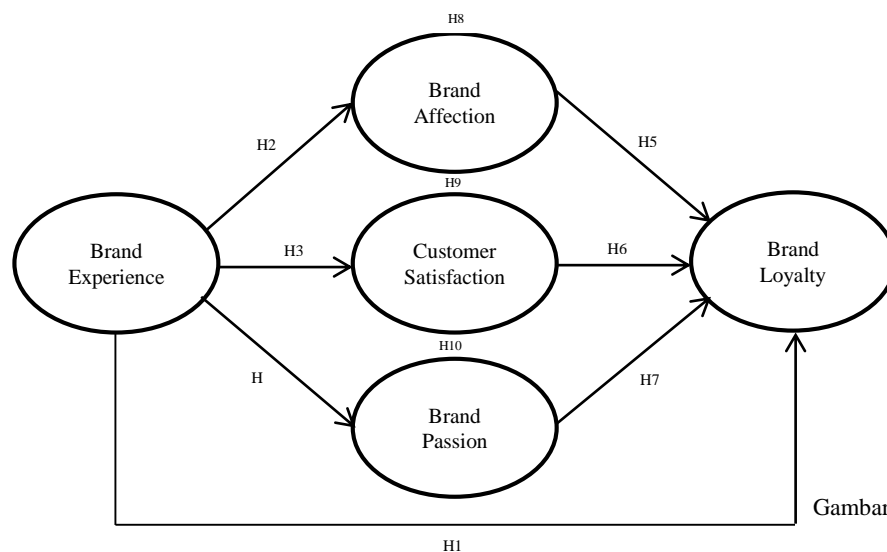 H8
Brand
Affection
H2
H5
H9
Brand
Experience
H3
Customer
Satisfaction
H6
Brand
Loyalty
H10
H
H7
Brand
Passion
Gambar
H1